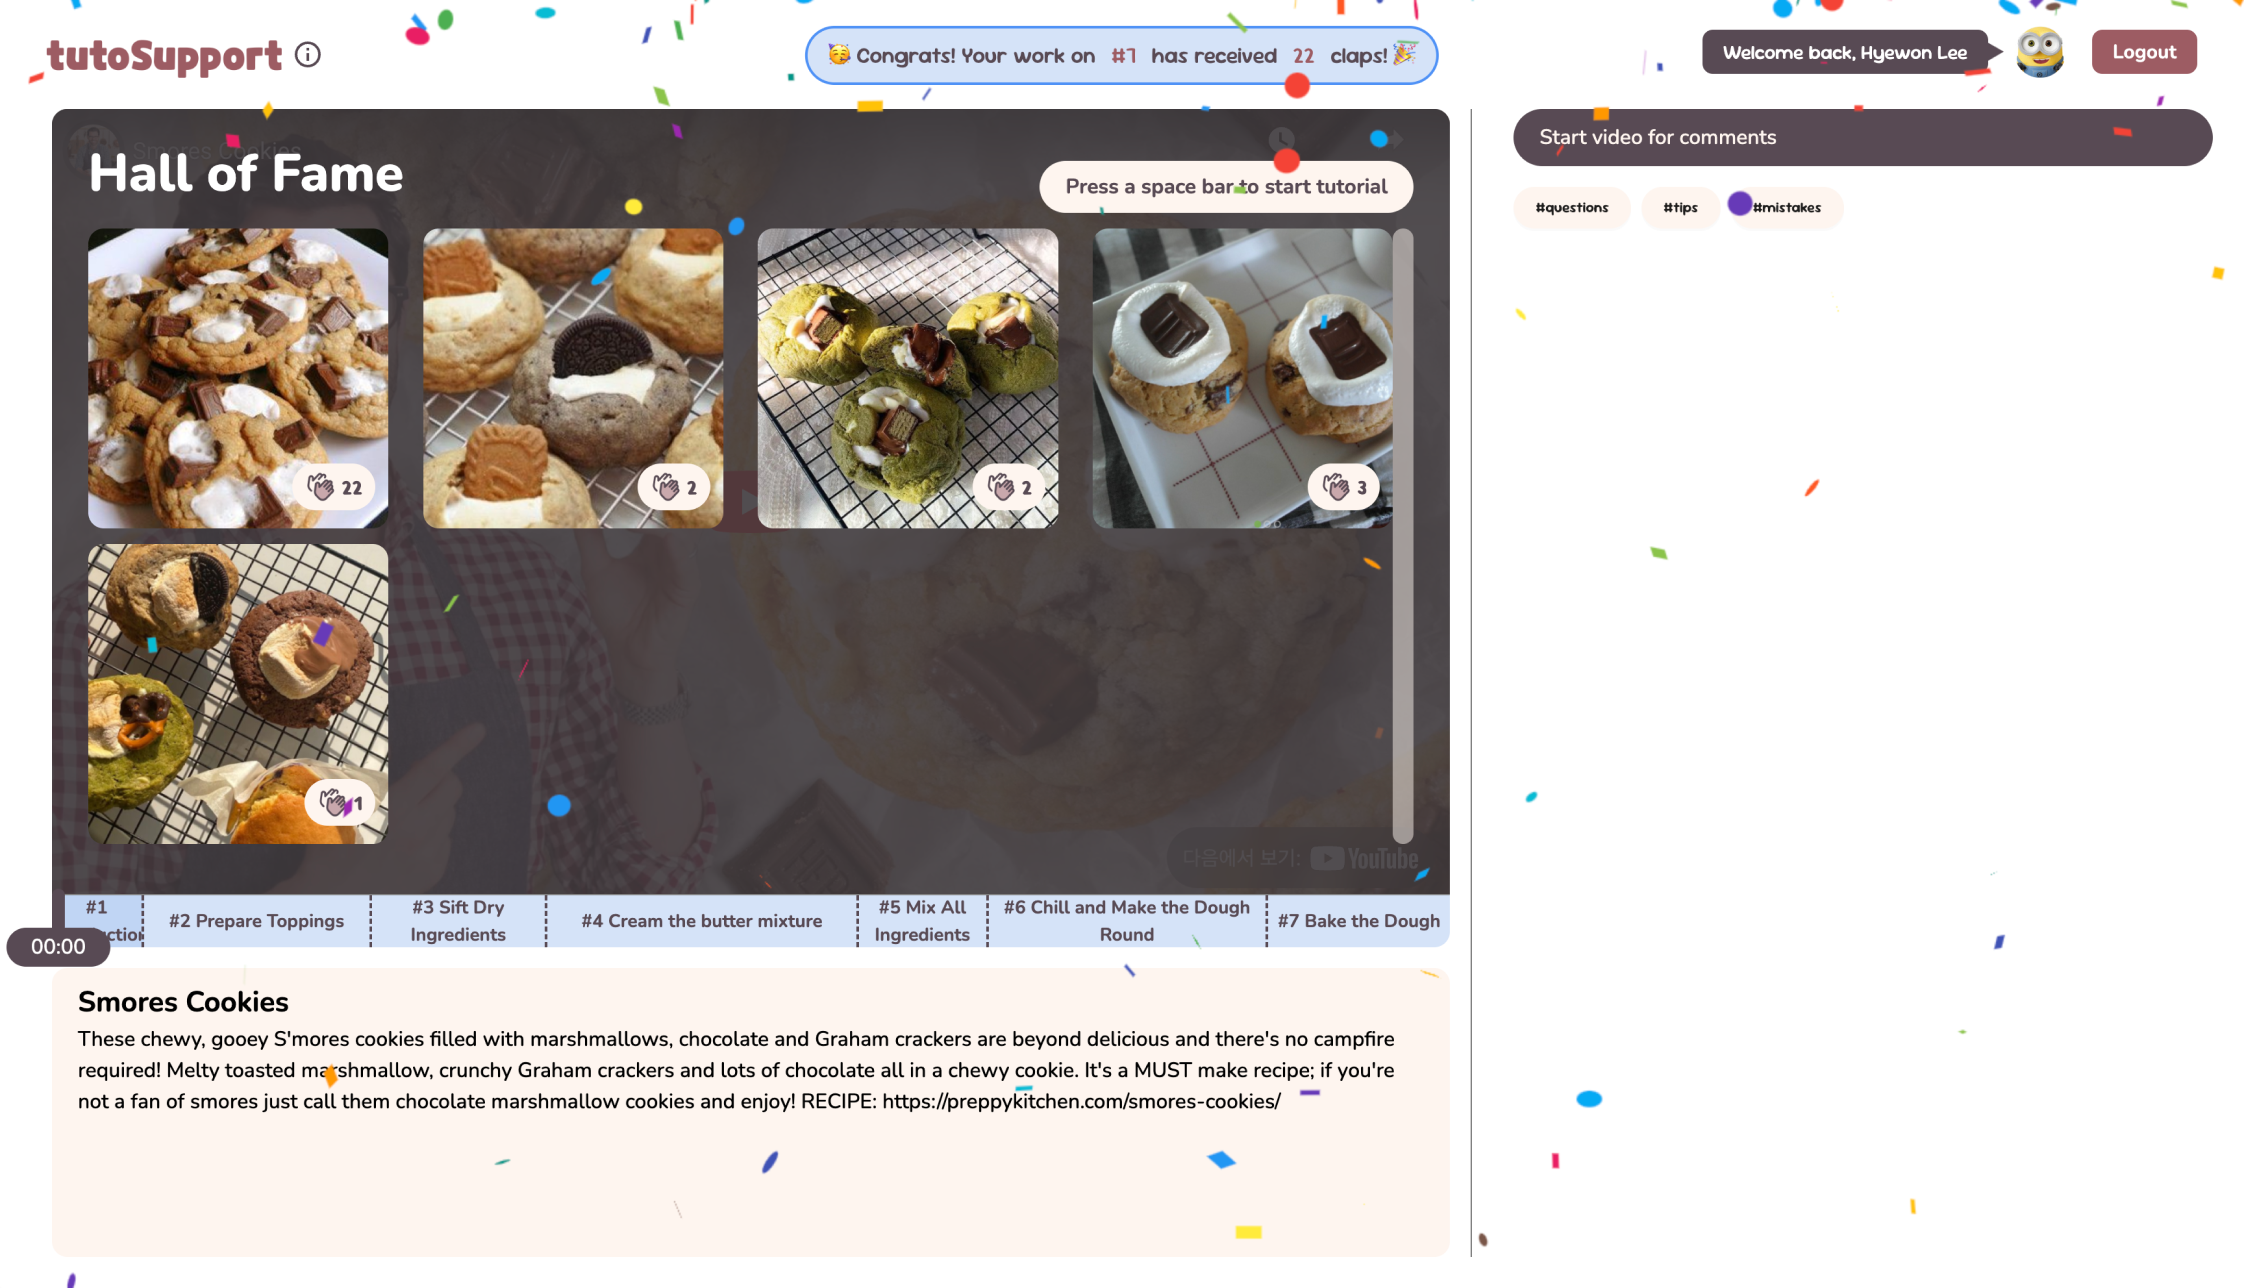 tutoSupport
Congrats! Your work on #7 has received 22 claps!
Welcome back, Hyewon Lee
Logout
Smores Cookies
Hall of Fame
Press a space bar to start tutorial
22
2
2
3
1
다음에서 보기: YouTube
#1
#2 Prepare Toppings
#3 Sift Dry
Ingredients
#4 Cream the butter mixture
#5 Mix All
Ingredients
#6 Chill and Make the Dough
Round
#7 Bake the Dough
00:00
Smores Cookies
These chewy, gooey S'mores cookies filled with marshmallows, chocolate and Graham crackers are beyond delicious and there's no campfire
required! Melty toasted marshmallow, crunchy Graham crackers and lots of chocolate all in a chewy cookie. It's a MUST make recipe; if you're
not a fan of smores just call them chocolate marshmallow cookies and enjoy! RECIPE: https://preppykitchen.com/smores-cookies/
Start video for comments
#questions
#tips
#mistakes